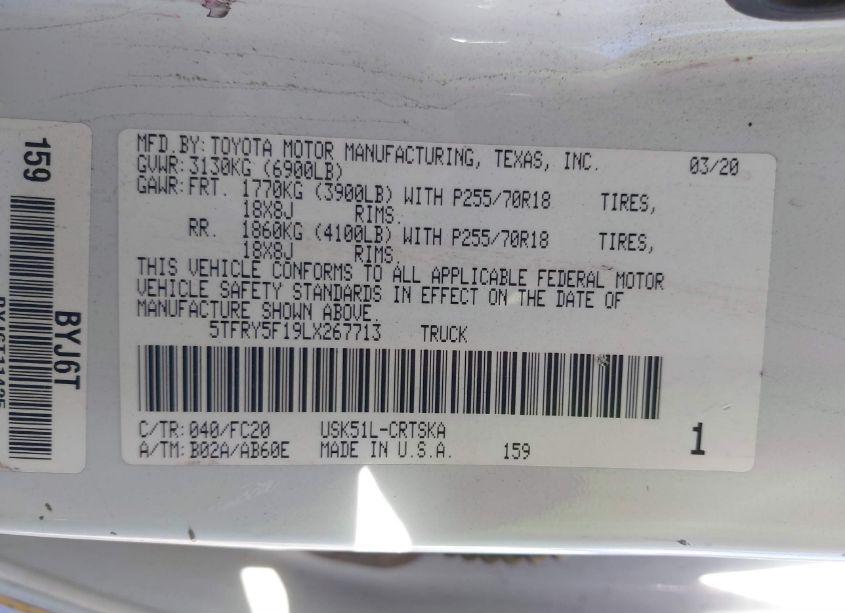 MFD.BY:TOYOTA MOTOR MANUFACTURING, TEXAS, INC. 03/20
GVWR:3130KG (6900LB)
GAWR:FRT. 1770KG (3900LB) WITH P255/70R18 TIRES,
18X8J RIMS.
RR. 1860KG (4100LB) WITH P255/70R18 TIRES,
18X8J RIMS.
THIS VEHICLE CONFORMS TO ALL APPLICABLE FEDERAL MOTOR
VEHICLE SAFETY STANDARDS IN EFFECT ON THE DATE OF
MANUFACTURE SHOWN ABOVE.
5TFRY5F19LX267713 TRUCK
C/TR:040/FC20 USK51L-CRTSKA
A/TM:B02A/AB60E MADE IN U.S.A. 159 1
159
BYJ6T